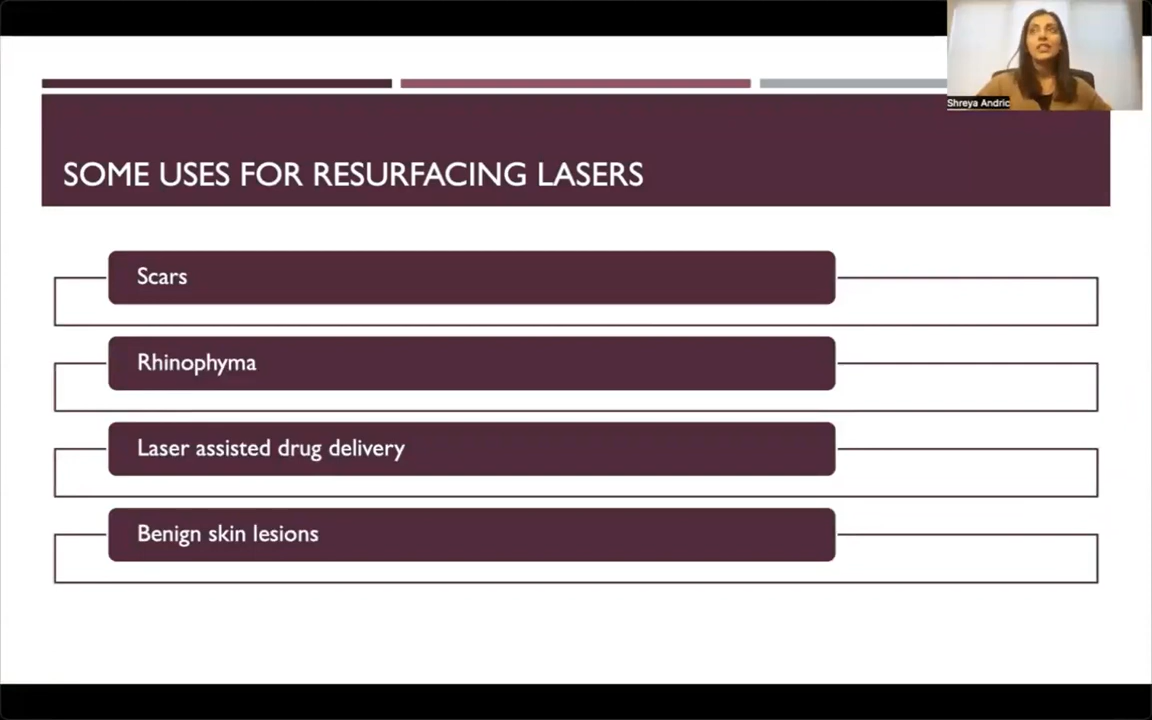 SOME USES FOR RESURFACING LASERS
Shreya Andric
Scars
Rhinophyma
Laser assisted drug delivery
Benign skin lesions